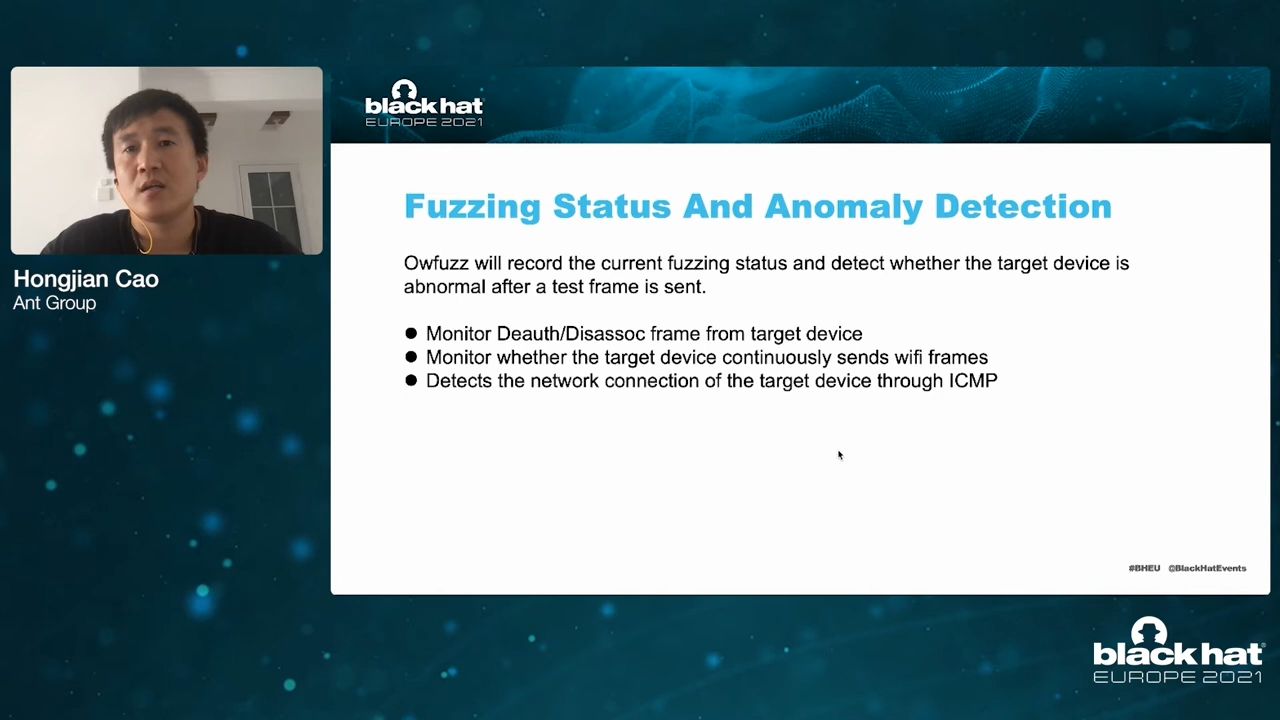 black hat
EUROPE 2021
Hongjian Cao
Ant Group
Fuzzing Status And Anomaly Detection
Owfuzz will record the current fuzzing status and detect whether the target device is
abnormal after a test frame is sent.
● Monitor Deauth/Disassoc frame from target device
● Monitor whether the target device continuously sends wifi frames
● Detects the network connection of the target device through ICMP
#BHEU @BlackHatEvents
black hat®
EUROPE 2021